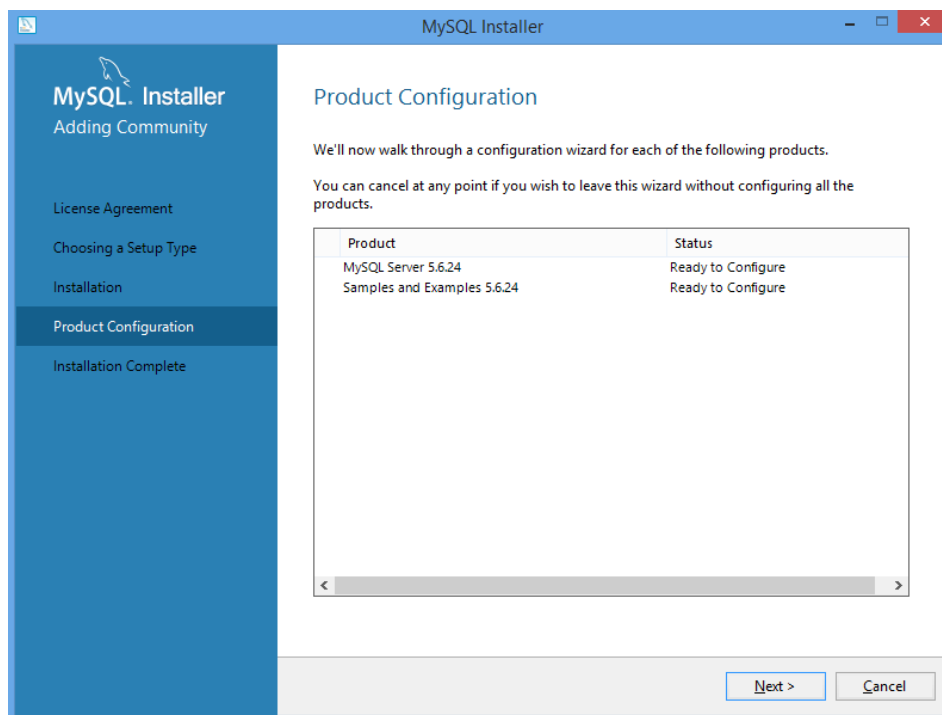 MySQL Installer
MySQL. Installer
Adding Community
License Agreement
Choosing a Setup Type
Installation
Product Configuration
Installation Complete
Product Configuration
We'll now walk through a configuration wizard for each of the following products.
You can cancel at any point if you wish to leave this wizard without configuring all the
products.
Product Status
MySQL Server 5.6.24 Ready to Configure
Samples and Examples 5.6.24 Ready to Configure
Next > Cancel